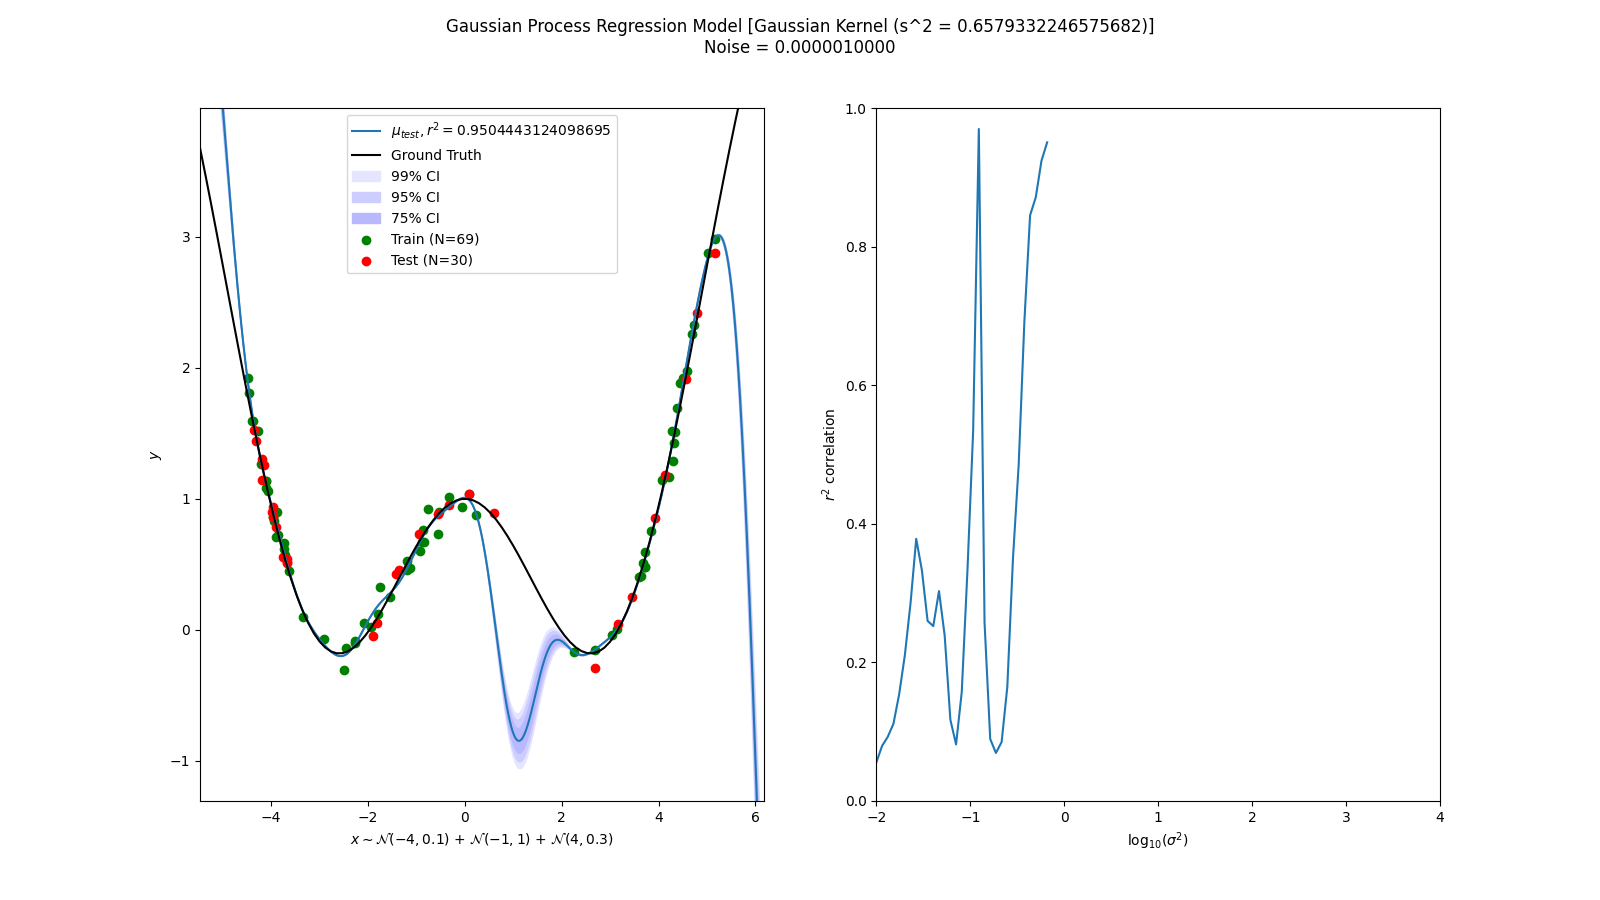 Gaussian Process Regression Model [Gaussian Kernel (s^2 = 0.6579332246575682)]
Noise = 0.0000010000
μ_test, r² = 0.9504443124098695
Ground Truth
99% CI
95% CI
75% CI
Train (N=69)
Test (N=30)
3
2
1
0
−1
y
−4 −2 0 2 4 6
x ∼ 𝒩(−4, 0.1) + 𝒩(−1, 1) + 𝒩(4, 0.3)
1.0
0.8
0.6
0.4
0.2
0.0
r² correlation
−2 −1 0 1 2 3 4
log₁₀(σ²)